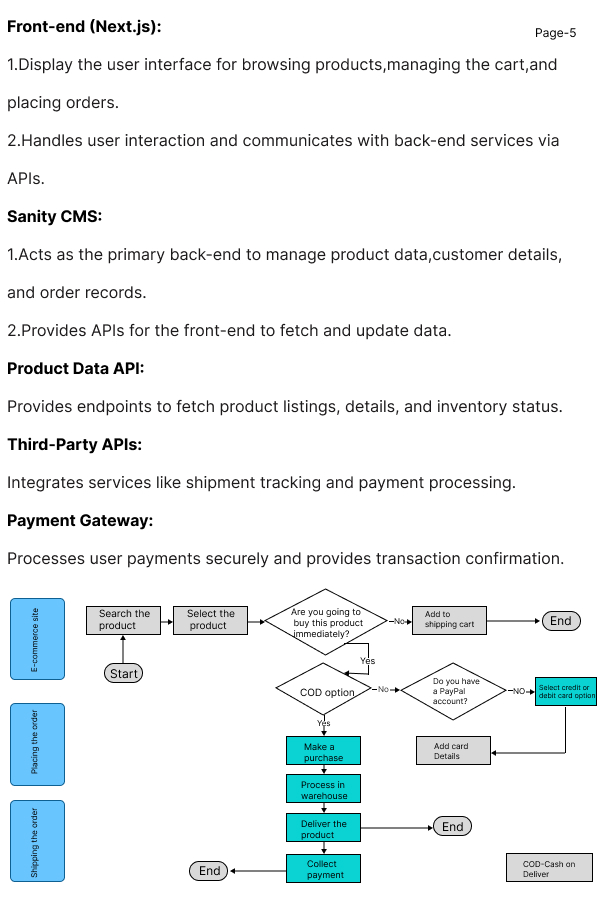 Front-end (Next.js):
Page-5
1.Display the user interface for browsing products,managing the cart,and
placing orders.
2.Handles user interaction and communicates with back-end services via
APIs.
Sanity CMS:
1.Acts as the primary back-end to manage product data,customer details,
and order records.
2.Provides APIs for the front-end to fetch and update data.
Product Data API:
Provides endpoints to fetch product listings, details, and inventory status.
Third-Party APIs:
Integrates services like shipment tracking and payment processing.
Payment Gateway:
Processes user payments securely and provides transaction confirmation.
E-commerce site
Search the
product
Select the
product
Are you going to
buy this product
immediately?
No
Add to
shipping cart
End
Start
Yes
COD option
No
Do you have
a PayPal
account?
NO
Select credit or
debit card option
Placing the order
Yes
Make a
purchase
Add card
Details
Process in
warehouse
Shipping the order
Deliver the
product
End
Collect
payment
End
COD-Cash on
Deliver